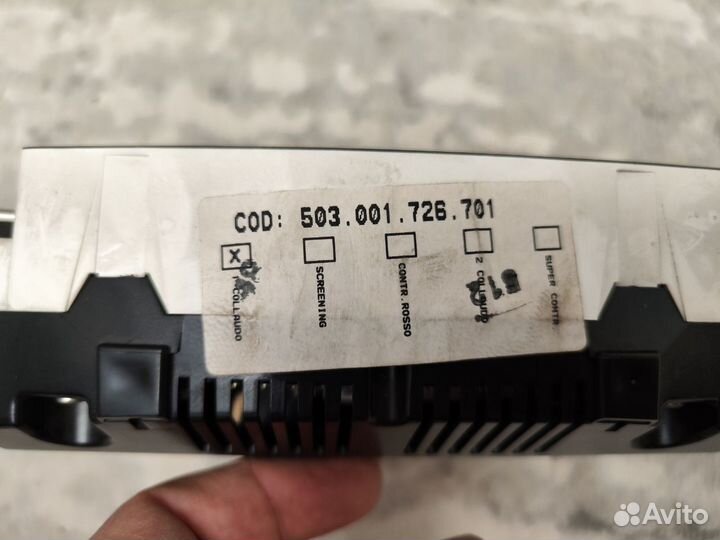 COD: 503.001.726.701
X
COLLAUDO
SCREENING
CONTR.ROSSO
2 COLLAUDO
SUPER CONTR
Avito